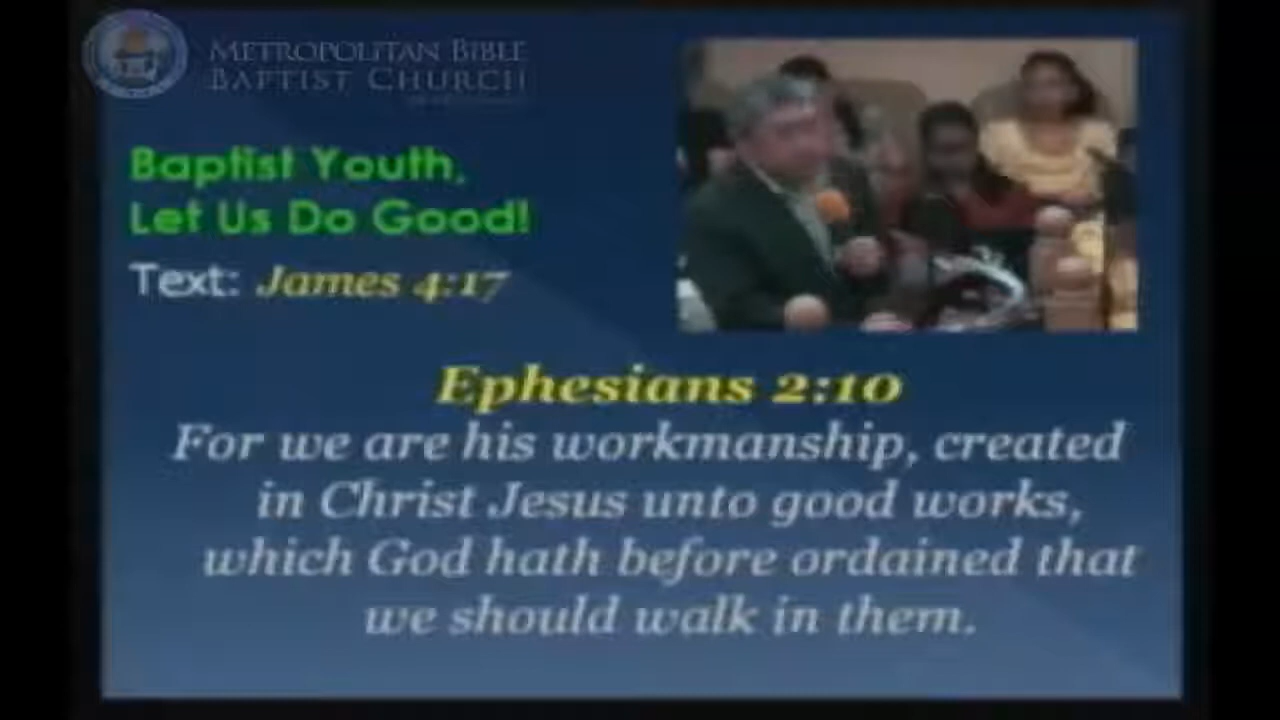 METROPOLITAN BIBLE
BAPTIST CHURCH
Baptist Youth,
Let Us Do Good!
Text: James 4:17
Ephesians 2:10
For we are his workmanship, created
in Christ Jesus unto good works,
which God hath before ordained that
we should walk in them.